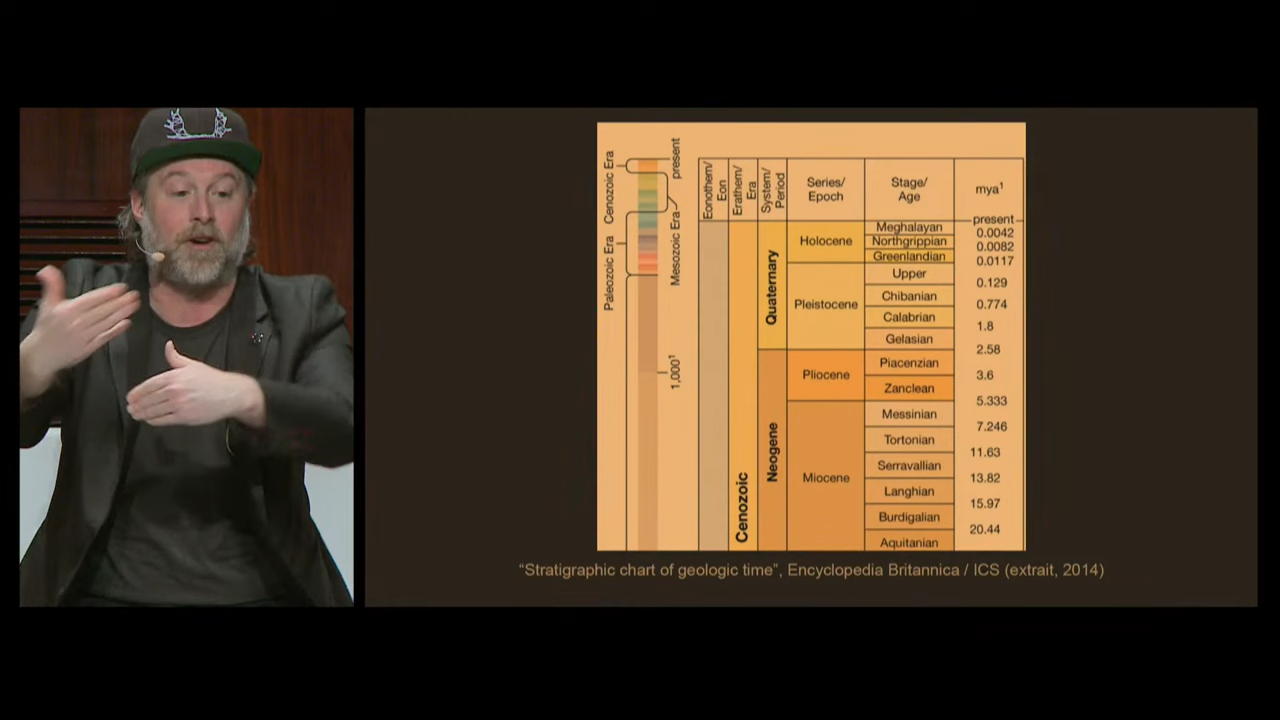 Cenozoic Era
present
Paleozoic Era
Mesozoic Era
1,000¹
Eonothem/
Eon
Erathem/
Era
System/
Period
Series/
Epoch
Stage/
Age
mya¹
present
Cenozoic
Quaternary
Holocene
Meghalayan
0.0042
Northgrippian
0.0082
Greenlandian
0.0117
Pleistocene
Upper
0.129
Chibanian
0.774
Calabrian
1.8
Gelasian
2.58
Neogene
Pliocene
Piacenzian
3.6
Zanclean
5.333
Miocene
Messinian
7.246
Tortonian
11.63
Serravallian
13.82
Langhian
15.97
Burdigalian
20.44
Aquitanian
“Stratigraphic chart of geologic time”, Encyclopedia Britannica / ICS (extrait, 2014)